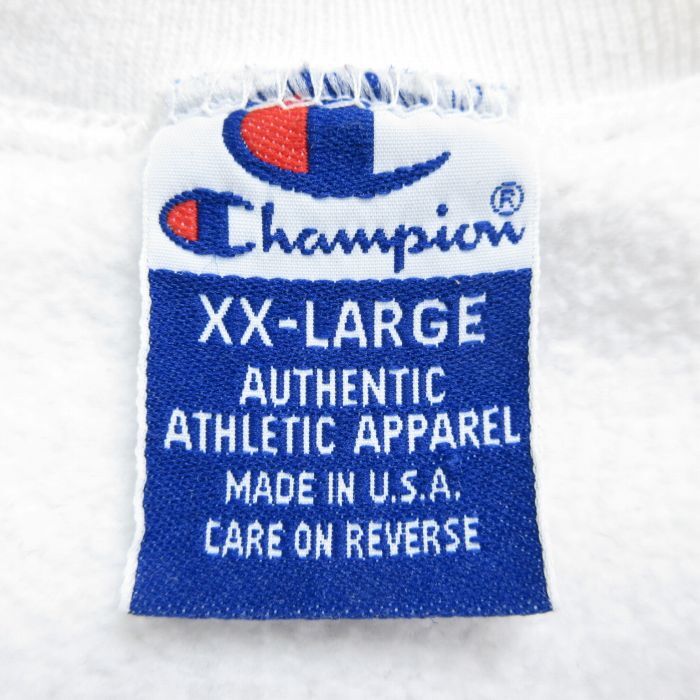 Champion®
XX-LARGE
AUTHENTIC
ATHLETIC APPAREL
MADE IN U.S.A.
CARE ON REVERSE